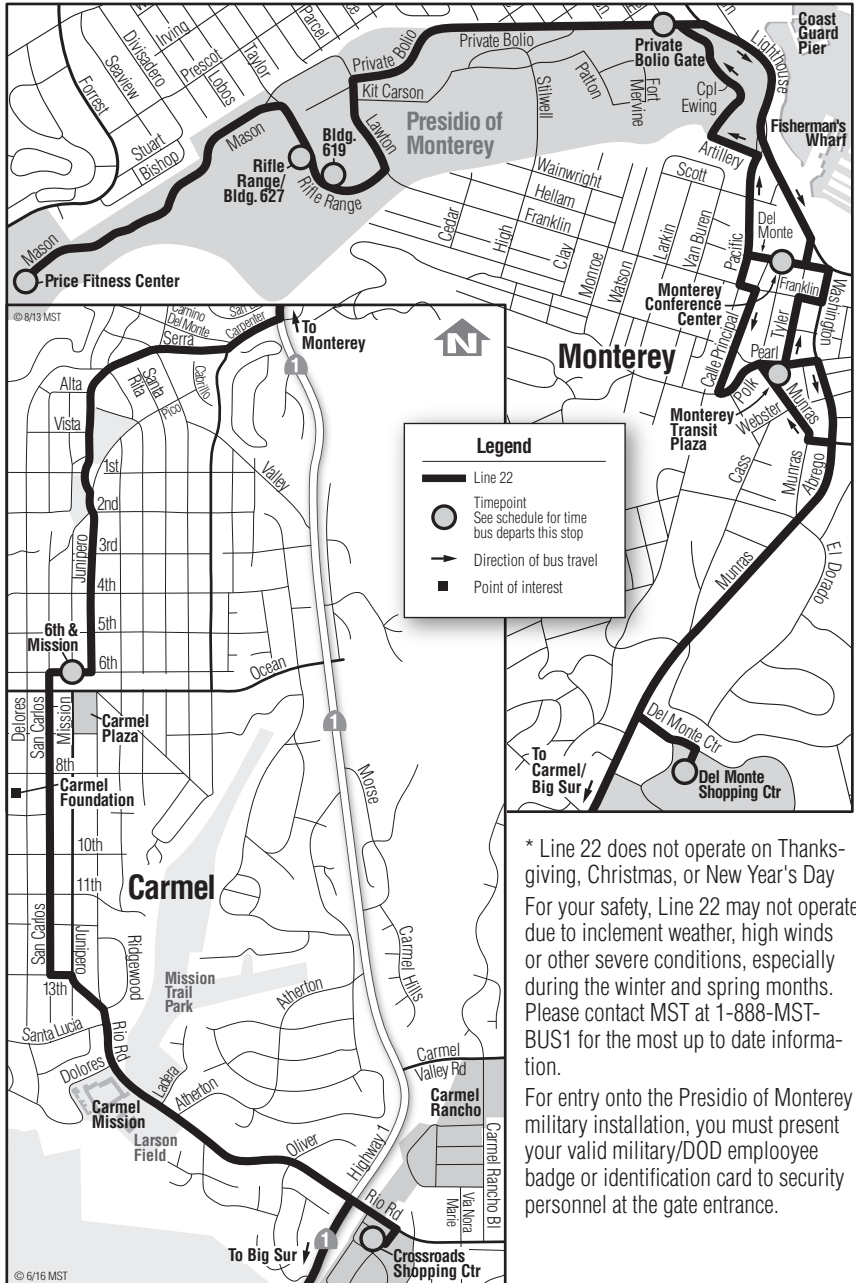 Coast
Guard
Pier
Lighthouse
Irving
Parcel
Divisadero
Prescot
Taylor
Seaview
Lobos
Forrest
Stuart
Bishop
Private Bolio
Private Bolio
Private
Bolio Gate
Kit Carson
Stilwell
Patton
Fort
Mervine
Cpl
Ewing
Fisherman's
Wharf
Mason
Bldg.
619
Lawton
Presidio of
Monterey
Artillery
Rifle
Range/
Bldg. 627
Rifle Range
Wainwright
Scott
Hellam
Franklin
Cedar
High
Clay
Monroe
Watson
Larkin
Van Buren
Pacific
Del
Monte
Mason
Price Fitness Center
Monterey
Conference
Center
Franklin
Washington
Tyler
Calle Principal
Pearl
Monterey
Polk
Webster
Munras
Monterey
Transit
Plaza
Cass
Munras
Abrego
Munras
El Dorado
Del Monte Ctr
To
Carmel/
Big Sur
Del Monte
Shopping Ctr
© 8/13 MST
Camino
Del Monte
San C
Carpenter
Serra
To
Monterey
N
1
Alta
Santa
Rita
Pico
Cabrillo
Vista
Valley
1st
2nd
Junipero
3rd
4th
5th
6th &
Mission
6th
Ocean
Legend
Line 22
Timepoint
See schedule for time
bus departs this stop
Direction of bus travel
Point of interest
Delores
San Carlos
Mission
Carmel
Plaza
1
8th
Carmel
Foundation
Morse
10th
Carmel
11th
San Carlos
Junipero
Ridgewood
Carmel Hills
13th
Mission
Trail
Park
Atherton
Santa Lucia
Rio Rd
Dolores
Ladera
Atherton
Carmel
Mission
Larson
Field
Carmel
Valley Rd
Carmel
Rancho
Oliver
Highway 1
Carmel Rancho Bl
Via Nora
Marie
Rio Rd
To Big Sur
1
Crossroads
Shopping Ctr
© 6/16 MST
* Line 22 does not operate on Thanks-
giving, Christmas, or New Year's Day
For your safety, Line 22 may not operate
due to inclement weather, high winds
or other severe conditions, especially
during the winter and spring months.
Please contact MST at 1-888-MST-
BUS1 for the most up to date informa-
tion.
For entry onto the Presidio of Monterey
military installation, you must present
your valid military/DOD emplooyee
badge or identification card to security
personnel at the gate entrance.